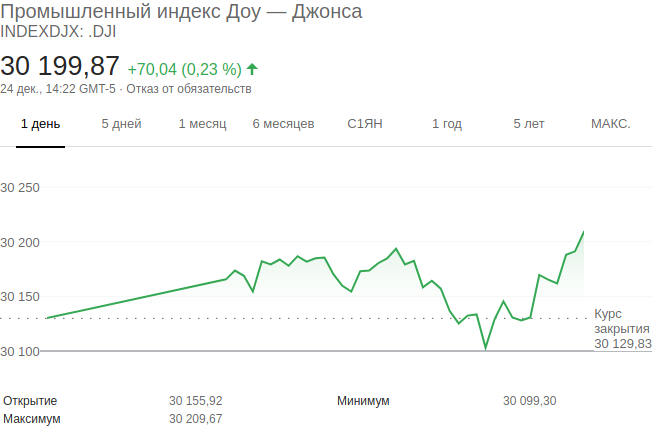 Промышленный индекс Доу — Джонса
INDEXDJX: .DJI
30 199,87 +70,04 (0,23 %)
24 дек., 14:22 GMT-5 · Отказ от обязательств
1 день 5 дней 1 месяц 6 месяцев С1ЯН 1 год 5 лет МАКС.
30 250
30 200
30 150
Курс
закрытия
30 129,83
30 100
Открытие 30 155,92 Минимум 30 099,30
Максимум 30 209,67